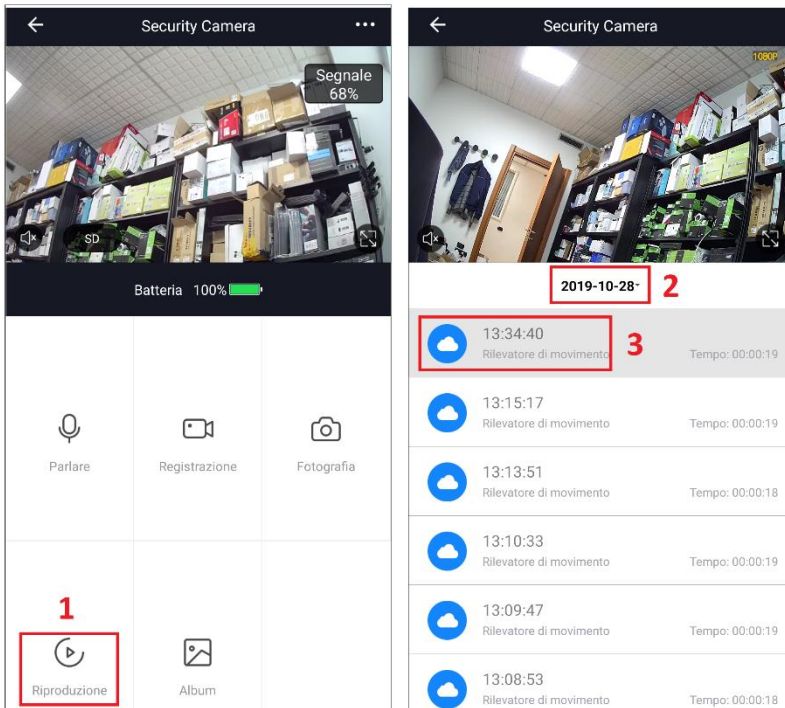 Security Camera
Segnale
68%
SD
Batteria 100%
Parlare
Registrazione
Fotografia
1
Riproduzione
Album
Security Camera
1080P
2019-10-28
2
13:34:40
Rilevatore di movimento
3
Tempo: 00:00:19
13:15:17
Rilevatore di movimento
Tempo: 00:00:19
13:13:51
Rilevatore di movimento
Tempo: 00:00:18
13:10:33
Rilevatore di movimento
Tempo: 00:00:19
13:09:47
Rilevatore di movimento
Tempo: 00:00:19
13:08:53
Rilevatore di movimento
Tempo: 00:00:18